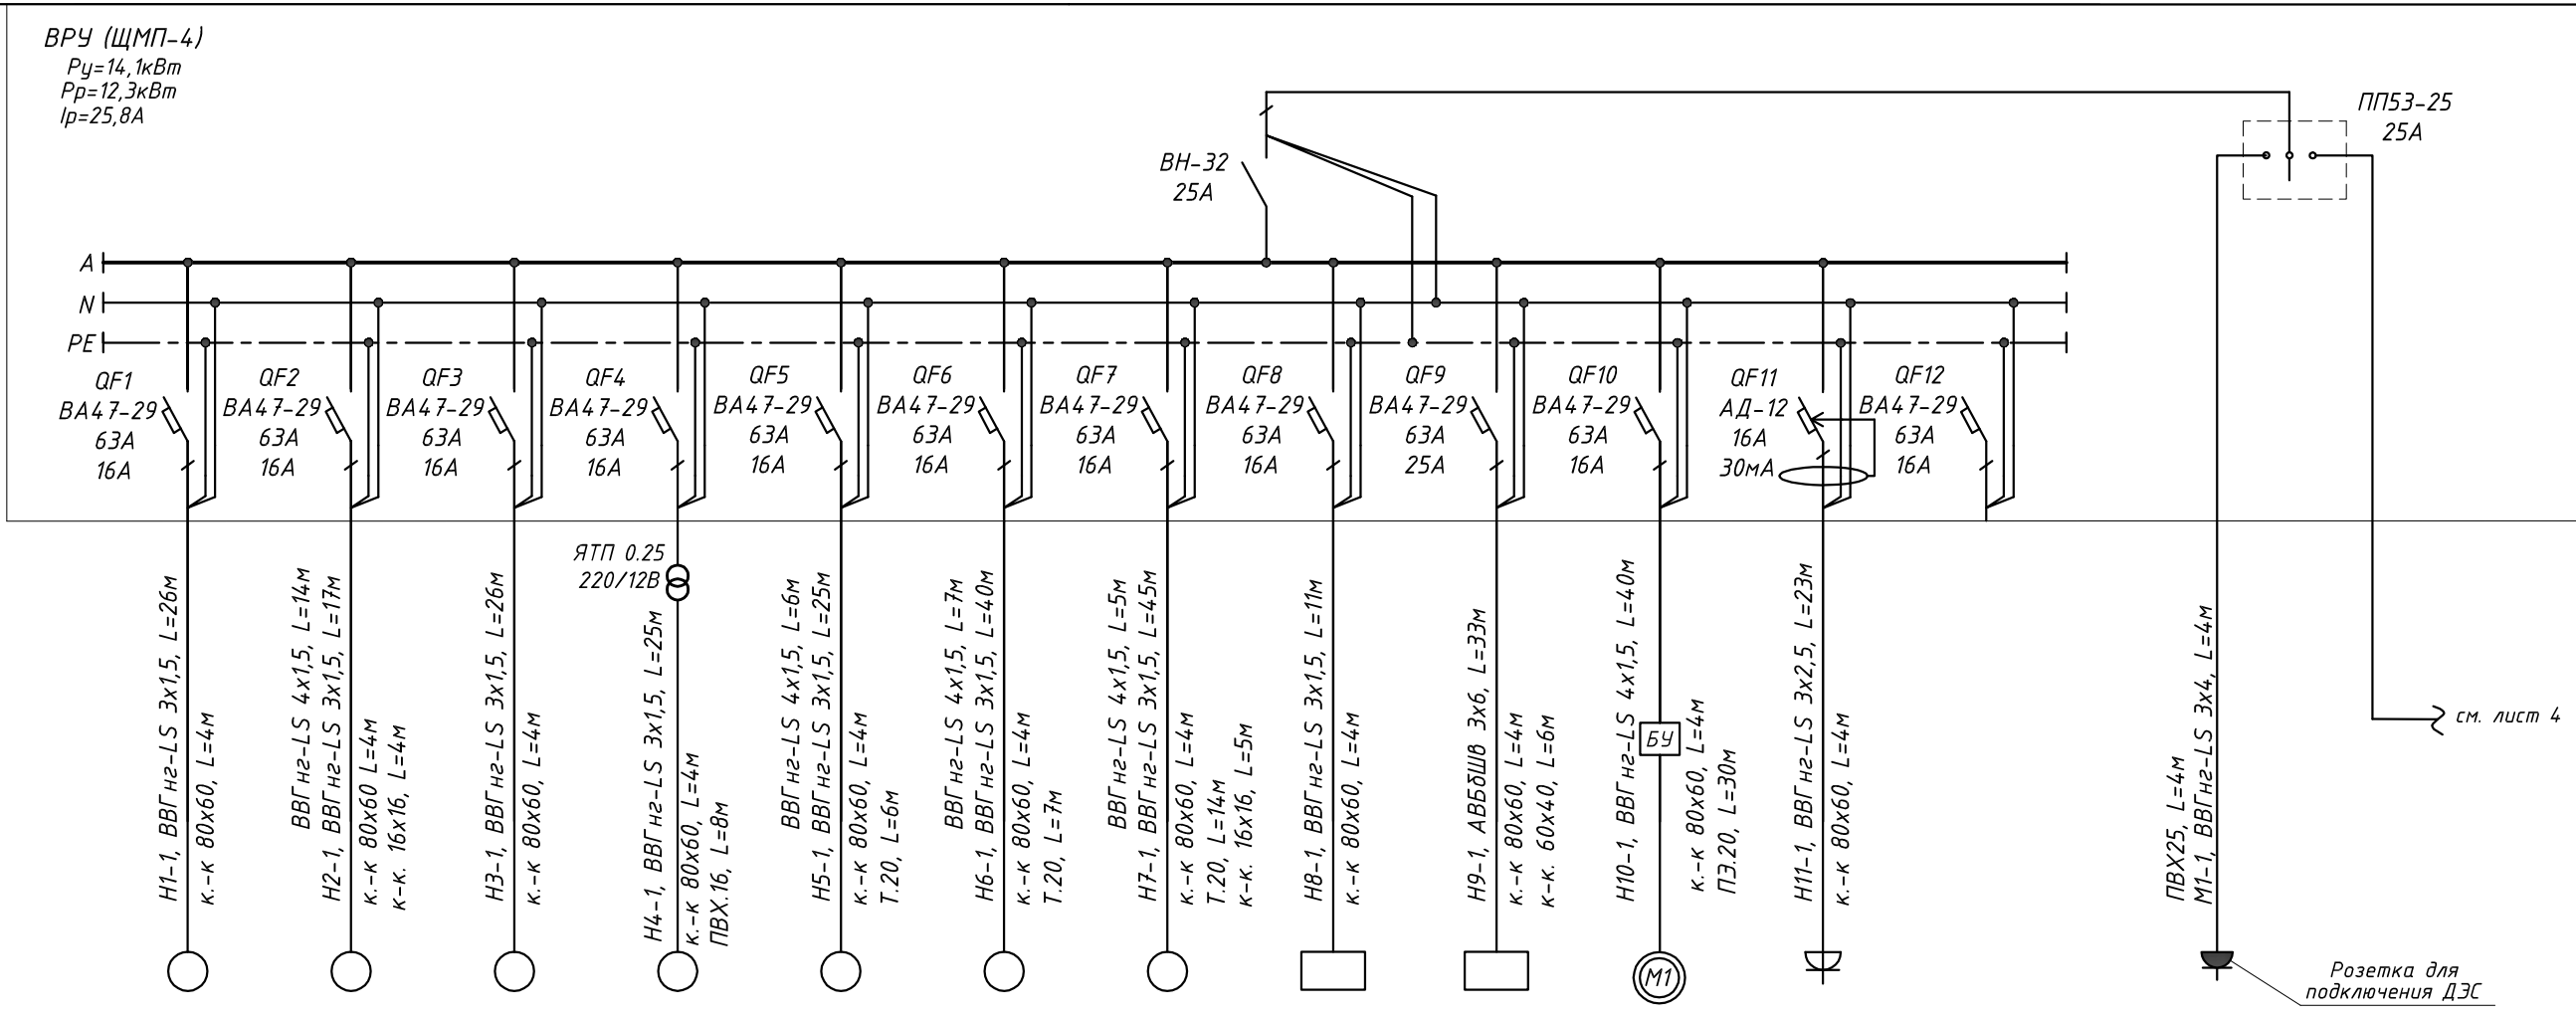 ВРУ (ЩМП-4)
Ру=14,1кВт
Рр=12,3кВт
Iр=25,8А
ПП53-25
25А
ВН-32
25А
А
N
PE
QF1
ВА47-29
63А
16А
QF2
ВА47-29
63А
16А
QF3
ВА47-29
63А
16А
QF4
ВА47-29
63А
16А
QF5
ВА47-29
63А
16А
QF6
ВА47-29
63А
16А
QF7
ВА47-29
63А
16А
QF8
ВА47-29
63А
16А
QF9
ВА47-29
63А
25А
QF10
ВА47-29
63А
16А
QF11
АД-12
16А
30мА
QF12
ВА47-29
63А
16А
ЯТП 0.25
220/12В
Н1-1, ВВГнг-LS 3х1,5, L=26м
к.-к 80х60, L=4м
ВВГнг-LS 4х1,5, L=14м
Н2-1, ВВГнг-LS 3х1,5, L=17м
к.-к 80х60 L=4м
к-к. 16х16, L=4м
Н3-1, ВВГнг-LS 3х1,5, L=26м
к.-к 80х60, L=4м
Н4-1, ВВГнг-LS 3х1,5, L=25м
к.-к 80х60, L=4м
ПВХ.16, L=8м
ВВГнг-LS 4х1,5, L=6м
Н5-1, ВВГнг-LS 3х1,5, L=25м
к.-к 80х60, L=4м
Т.20, L=6м
ВВГнг-LS 4х1,5, L=7м
Н6-1, ВВГнг-LS 3х1,5, L=40м
к.-к 80х60, L=4м
Т.20, L=7м
ВВГнг-LS 4х1,5, L=5м
Н7-1, ВВГнг-LS 3х1,5, L=45м
к.-к 80х60, L=4м
Т.20, L=14м
к-к. 16х16, L=5м
Н8-1, ВВГнг-LS 3х1,5, L=11м
к.-к 80х60, L=4м
Н9-1, АВБбШв 3х6, L=33м
к.-к 80х60, L=4м
к-к. 60х40, L=6м
Н10-1, ВВГнг-LS 4х1,5, L=40м
БУ
к.-к 80х60, L=4м
ПЭ.20, L=30м
Н11-1, ВВГнг-LS 3х2,5, L=23м
к.-к 80х60, L=4м
ПВХ25, L=4м
М1-1, ВВГнг-LS 3х4, L=4м
см. лист 4
М1
Розетка для
подключения ДЭС